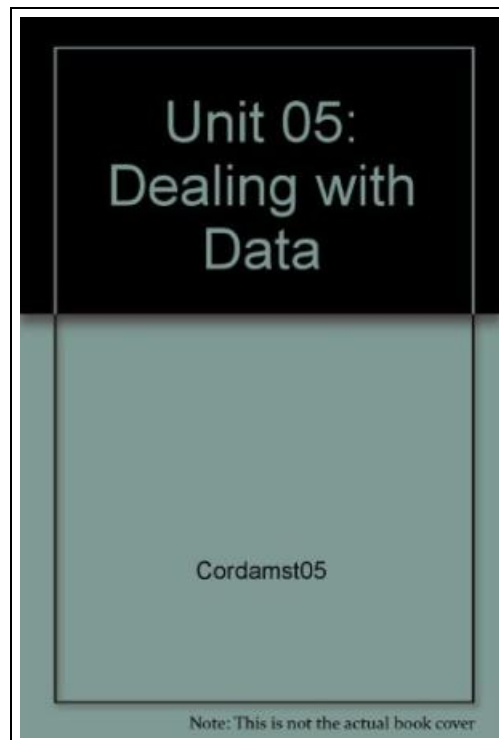 Unit 05:
Dealing with
Data
Cordamst05
Note: This is not the actual book cover